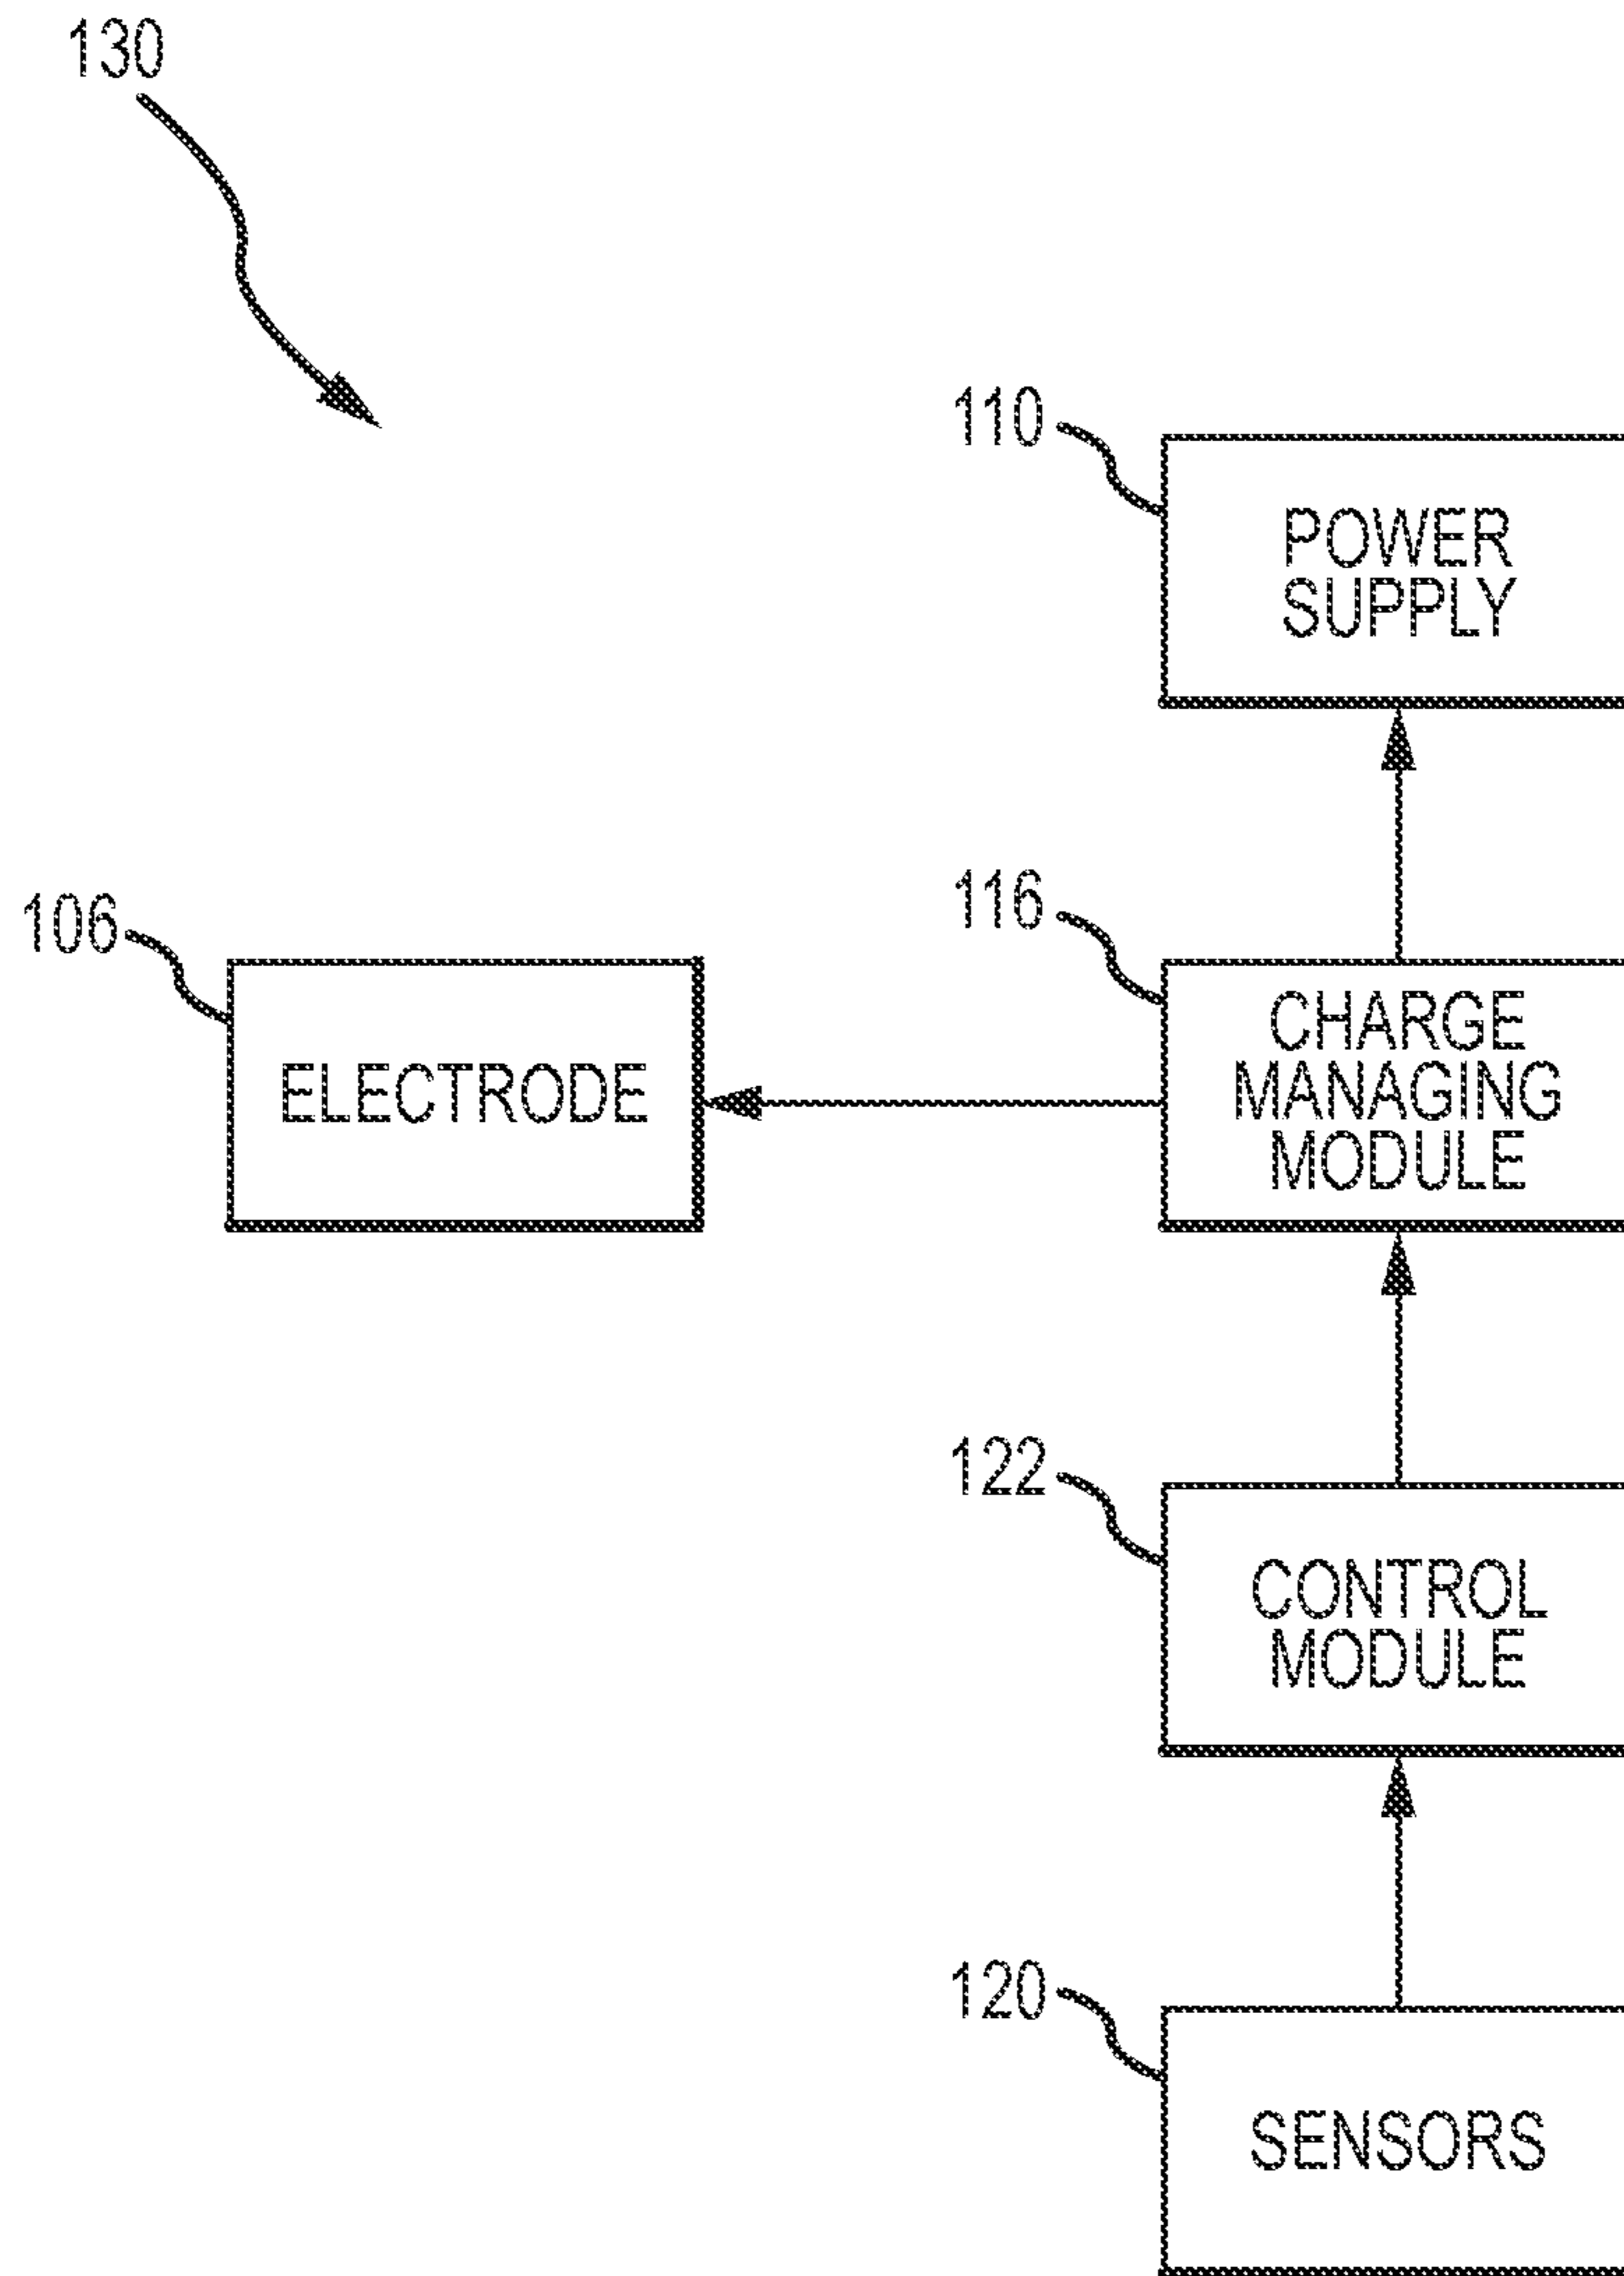 130
110
POWER
SUPPLY
106
ELECTRODE
116
CHARGE
MANAGING
MODULE
122
CONTROL
MODULE
120
SENSORS